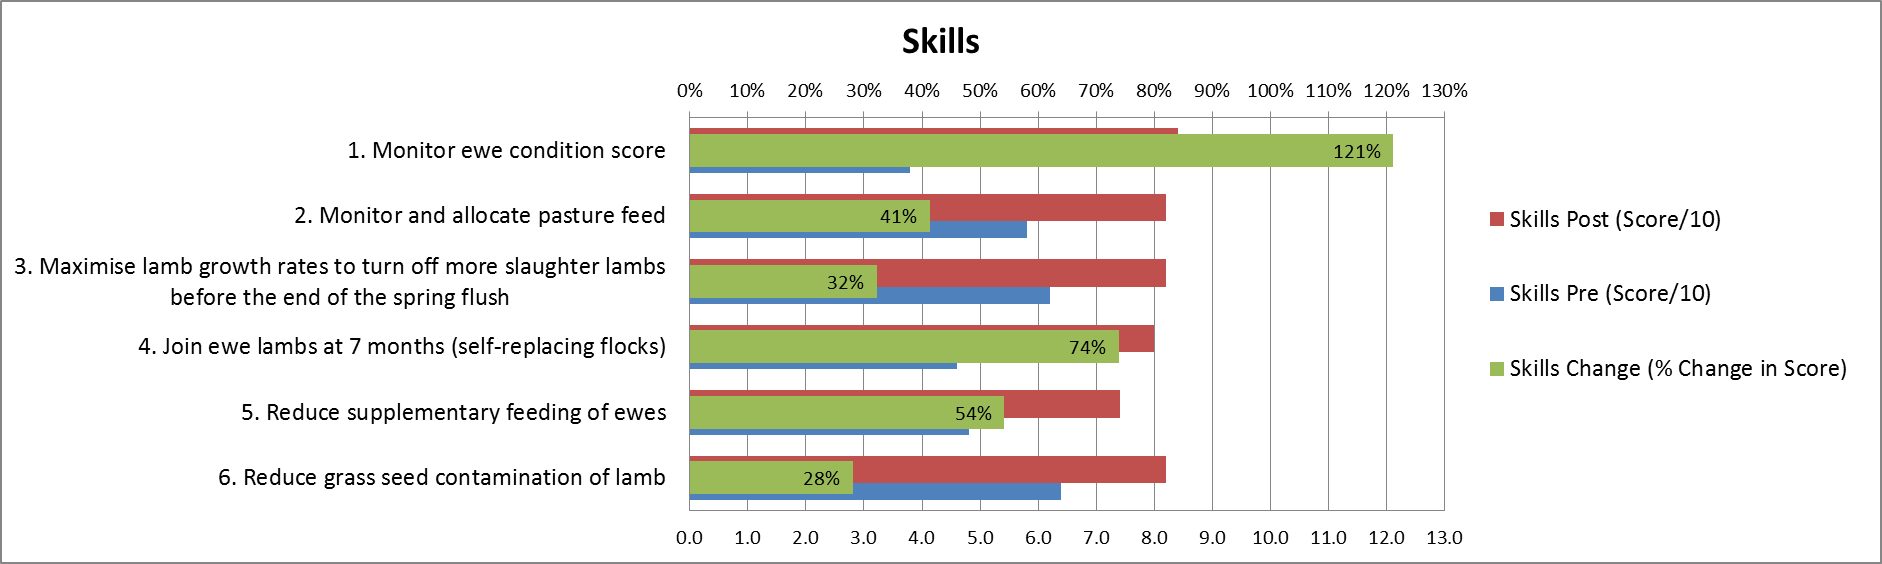 Skills
0% 10% 20% 30% 40% 50% 60% 70% 80% 90% 100% 110% 120% 130%
1. Monitor ewe condition score
121%
2. Monitor and allocate pasture feed
41%
3. Maximise lamb growth rates to turn off more slaughter lambs
before the end of the spring flush
32%
4. Join ewe lambs at 7 months (self-replacing flocks)
74%
5. Reduce supplementary feeding of ewes
54%
6. Reduce grass seed contamination of lamb
28%
0.0 1.0 2.0 3.0 4.0 5.0 6.0 7.0 8.0 9.0 10.0 11.0 12.0 13.0
Skills Post (Score/10)
Skills Pre (Score/10)
Skills Change (% Change in Score)